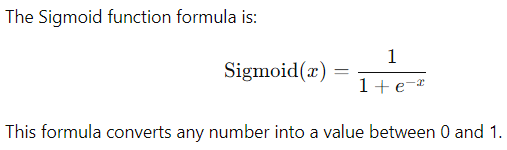 The Sigmoid function formula is:
Sigmoid(x) = 1 / (1 + e^{-x})
This formula converts any number into a value between 0 and 1.